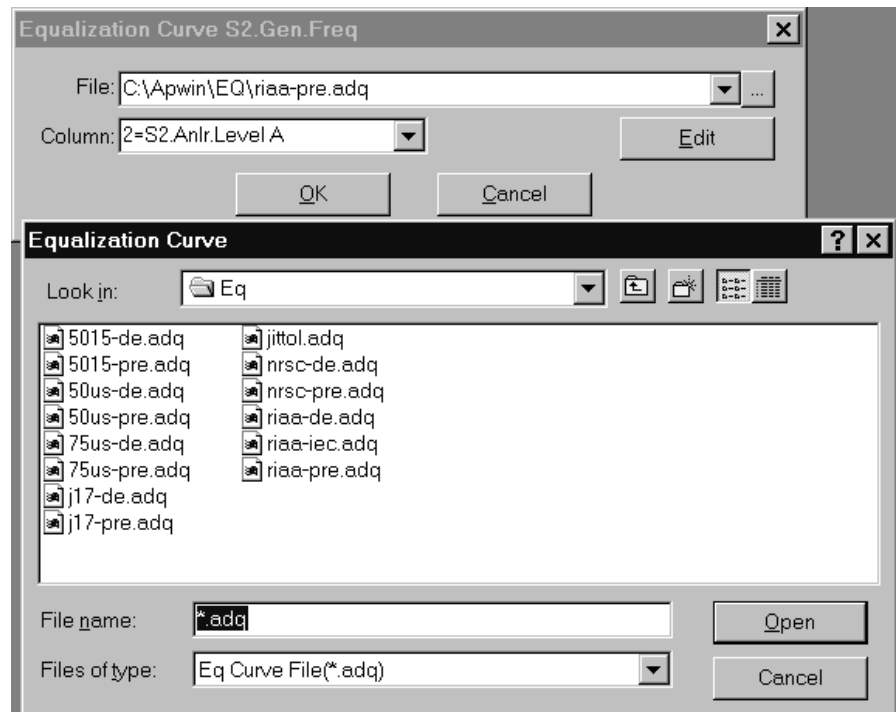 Equalization Curve S2.Gen.Freq
File: C:\Apwin\EQ\riaa-pre.adq ...
Column: 2=S2.Anlr.Level A Edit
OK Cancel
Equalization Curve
Look in: Eq
5015-de.adq
5015-pre.adq
50us-de.adq
50us-pre.adq
75us-de.adq
75us-pre.adq
j17-de.adq
j17-pre.adq
jittol.adq
nrsc-de.adq
nrsc-pre.adq
riaa-de.adq
riaa-iec.adq
riaa-pre.adq
File name: *.adq Open
Files of type: Eq Curve File(*.adq) Cancel